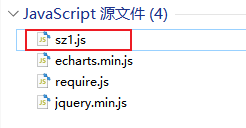 JavaScript 源文件 (4)
sz1.js
echarts.min.js
require.js
jquery.min.js